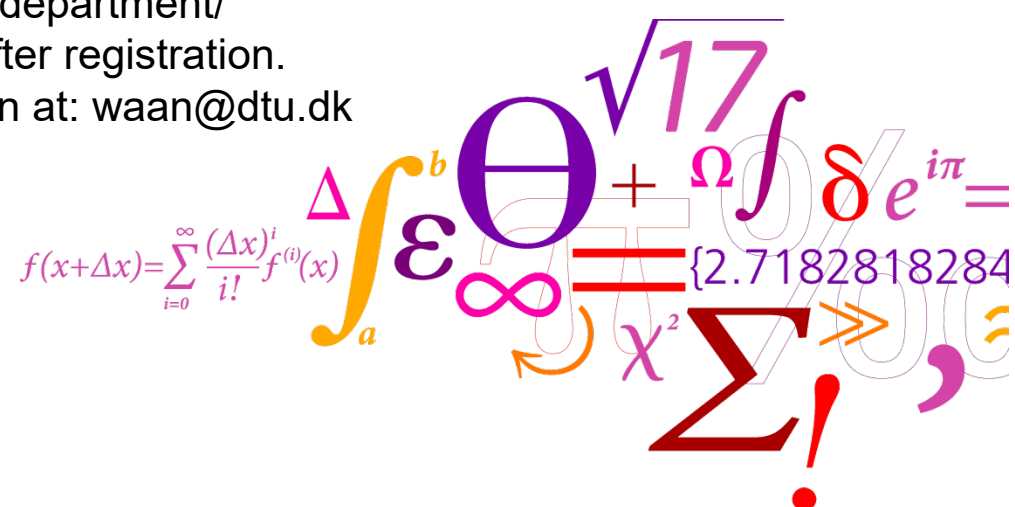 department/
fter registration.
n at: waan@dtu.dk
√17
Δ ∫ b a ε Θ + Ω ∫ δ e^{iπ} =
f(x+Δx)=∑_{i=0}^{∞} (Δx)^i/i! f^{(i)}(x)
∞ = {2.7182818284
χ² Σ ≫ ,
!